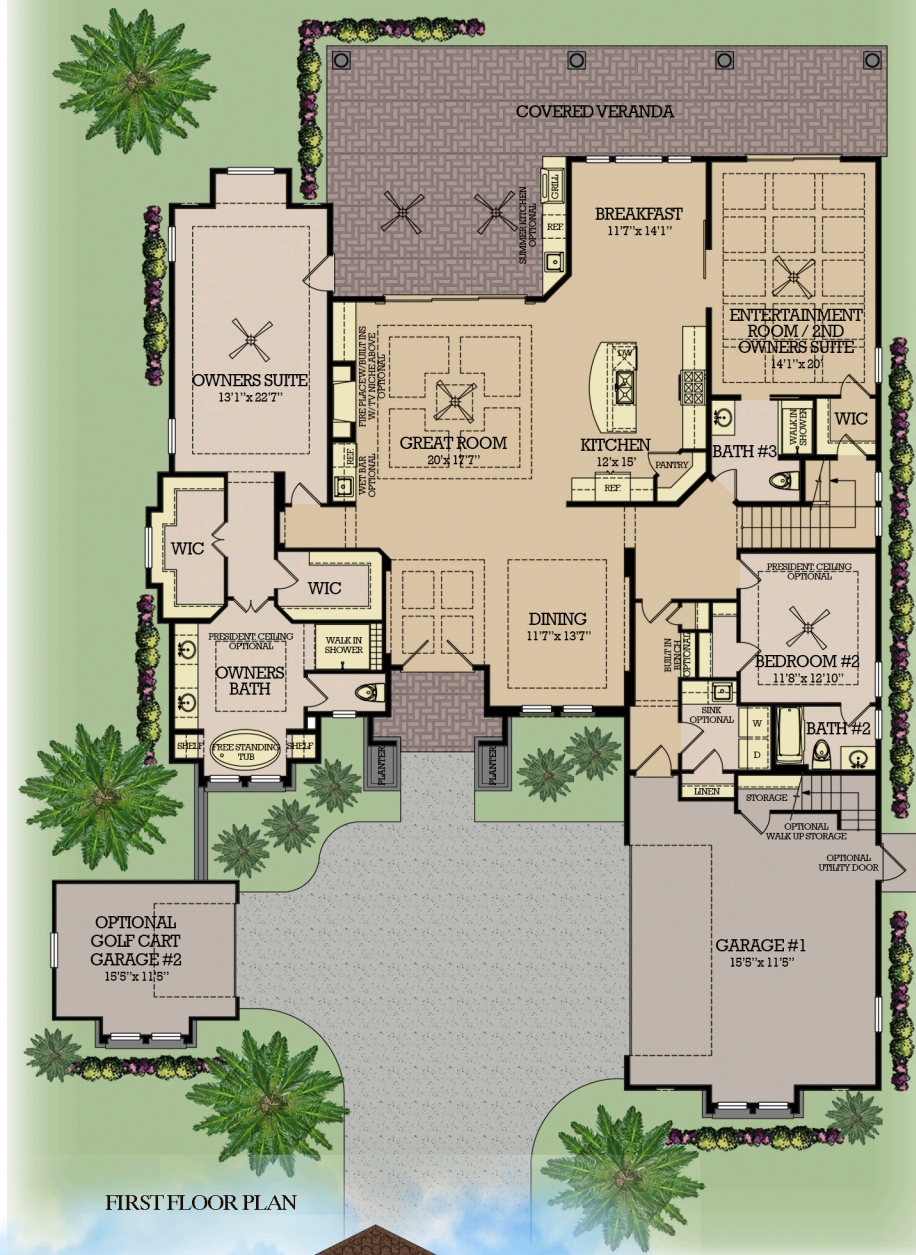 COVERED VERANDA
GRILL
REF.
SUMMER KITCHEN
OPTIONAL
BREAKFAST
11'7"x 14'1"
ENTERTAINMENT
ROOM / 2ND
OWNERS SUITE
14'1"x 20'
OWNERS SUITE
13'1"x 22'7"
FIRE PLACE W/BUILT INS
W/ TV NICHE ABOVE
OPTIONAL
REF.
WET BAR
OPTIONAL
GREAT ROOM
20'x 17'7"
DW
KITCHEN
12'x 15'
PANTRY
REF.
BATH #3
WALK IN
SHOWER
WIC
WIC
WIC
PRESIDENT CEILING
OPTIONAL
OWNERS
BATH
WALK IN
SHOWER
SHELF
FREE STANDING
TUB
SHELF
DINING
11'7"x 13'7"
PLANTER
PLANTER
BUILT IN
BENCH
OPTIONAL
PRESIDENT CEILING
OPTIONAL
BEDROOM #2
11'8"x 12'10"
SINK
OPTIONAL
W
D
BATH #2
LINEN
STORAGE
OPTIONAL
WALK UP STORAGE
OPTIONAL
UTILITY DOOR
OPTIONAL
GOLF CART
GARAGE #2
15'5"x 11'5"
GARAGE #1
15'5"x 11'5"
FIRST FLOOR PLAN